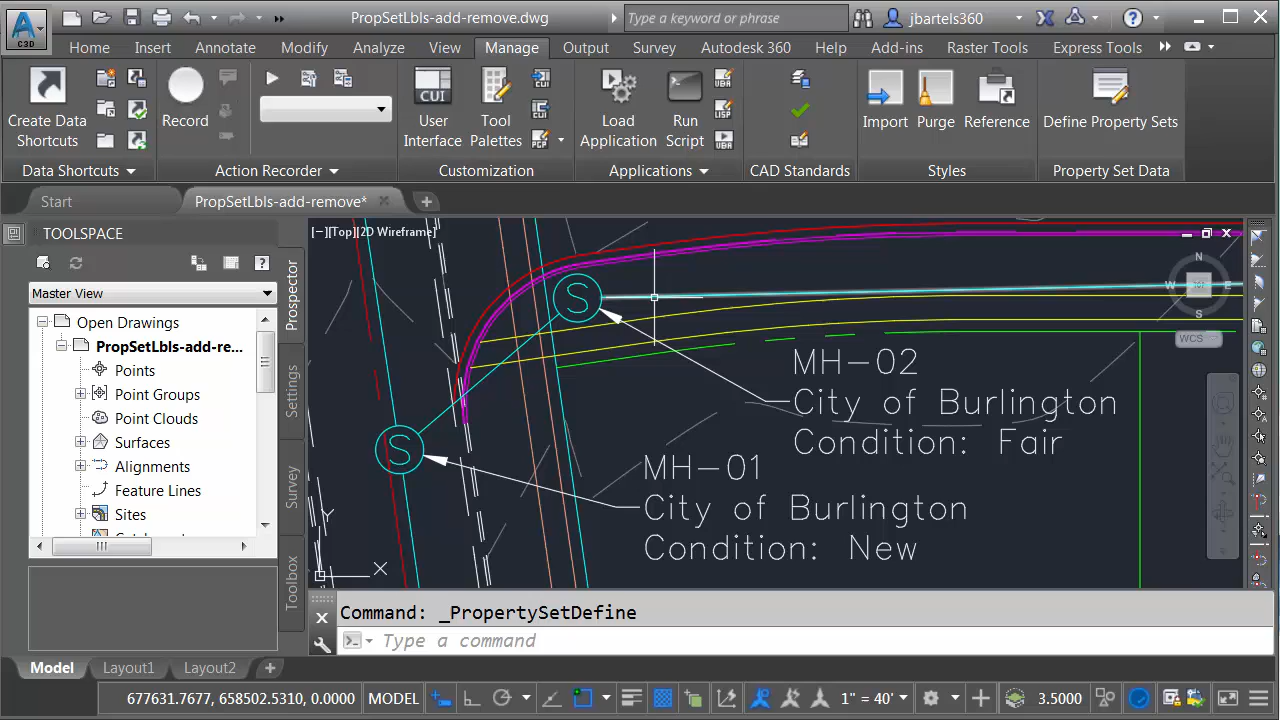 C3D
PropSetLbls-add-remove.dwg
Type a keyword or phrase
jbartels360
Home Insert Annotate Modify Analyze View Manage Output Survey Autodesk 360 Help Add-ins Raster Tools Express Tools
Create Data
Shortcuts
Record
CUI
User
Interface
Tool
Palettes
CUI
CUI
PGP
Load
Application
Run
Script
VBA
LISP
VBA
Import
Purge
Reference
Define Property Sets
Data Shortcuts
Action Recorder
Customization
Applications
CAD Standards
Styles
Property Set Data
Start
PropSetLbls-add-remove*
TOOLSPACE
Master View
Open Drawings
PropSetLbls-add-re...
Points
Point Groups
Point Clouds
Surfaces
Alignments
Feature Lines
Sites
Prospector
Settings
Survey
Toolbox
[−][Top][2D Wireframe]
N
W
E
S
WCS
S
S
MH-02
City of Burlington
Condition: Fair
MH-01
City of Burlington
Condition: New
Y
X
Command: _PropertySetDefine
Type a command
Model Layout1 Layout2
677631.7677, 658502.5310, 0.0000
MODEL
1" = 40'
3.5000